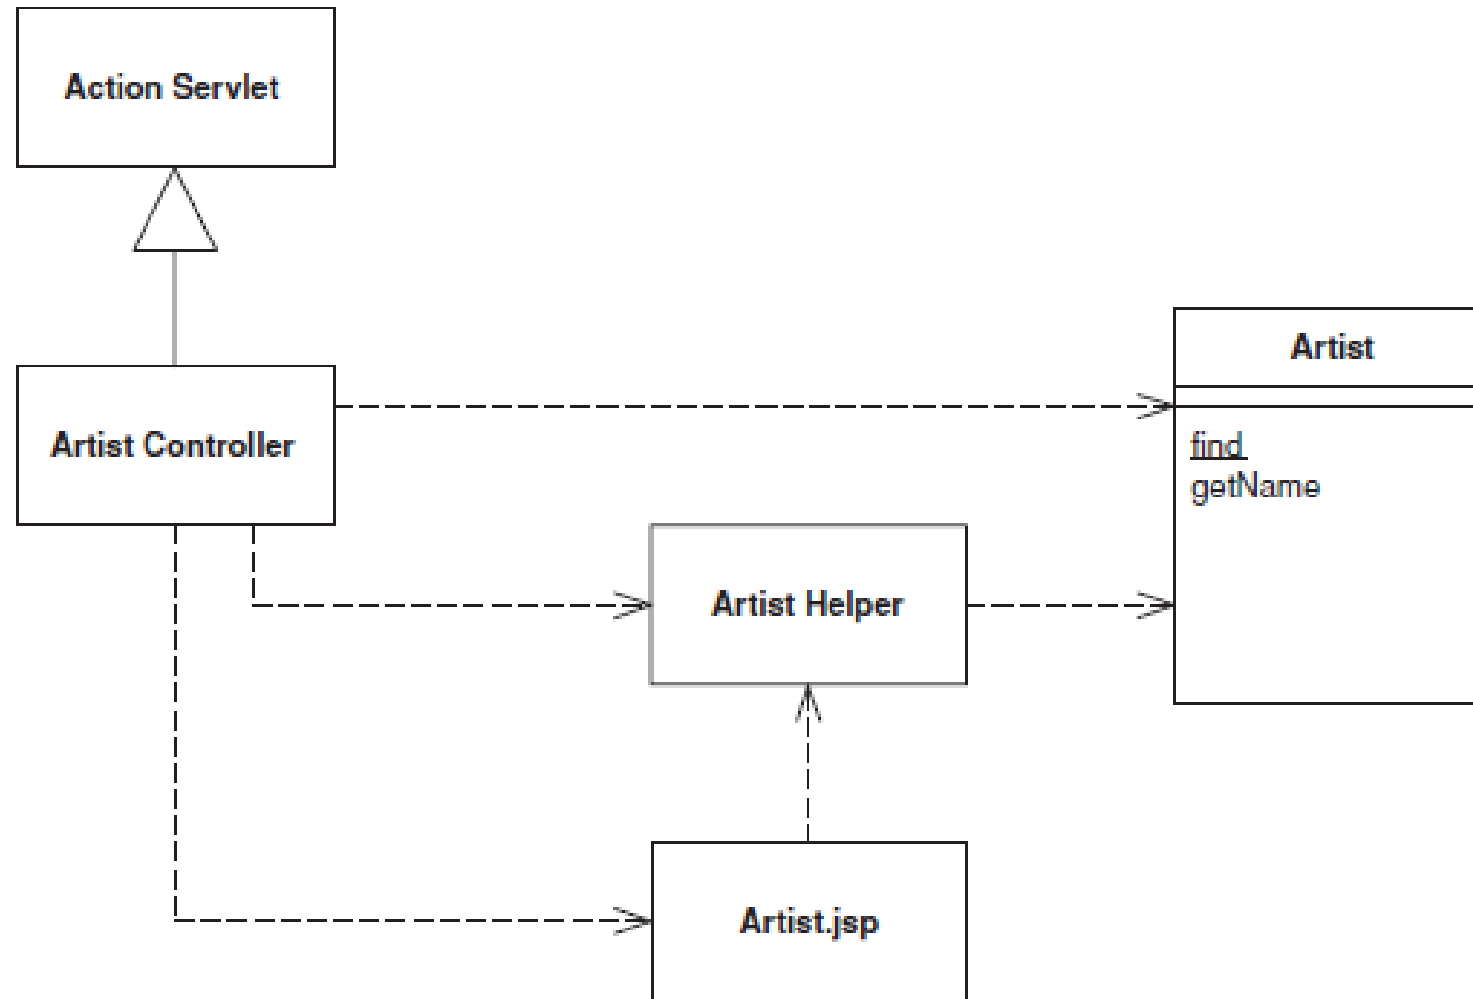 Action Servlet
Artist
Artist Controller
find
getName
Artist Helper
Artist.jsp